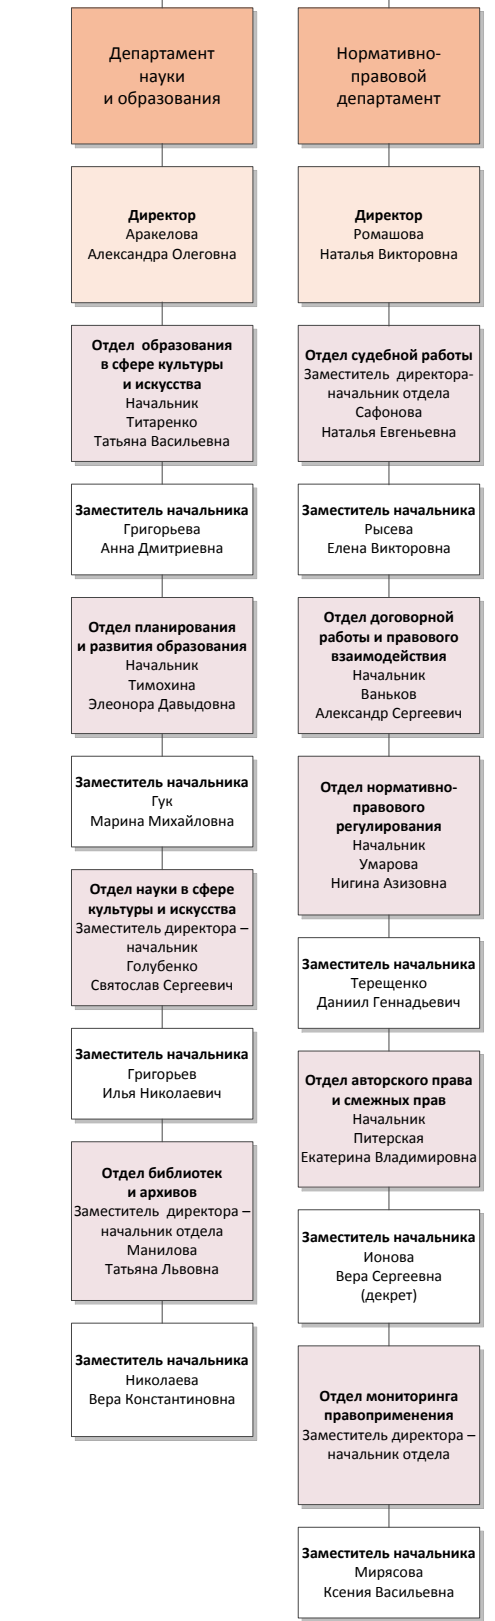 Департамент
науки
и образования
Директор
Аракелова
Александра Олеговна
Отдел образования
в сфере культуры
и искусства
Начальник
Титаренко
Татьяна Васильевна
Заместитель начальника
Григорьева
Анна Дмитриевна
Отдел планирования
и развития образования
Начальник
Тимохина
Элеонора Давыдовна
Заместитель начальника
Гук
Марина Михайловна
Отдел науки в сфере
культуры и искусства
Заместитель директора –
начальник
Голубенко
Святослав Сергеевич
Заместитель начальника
Григорьев
Илья Николаевич
Отдел библиотек
и архивов
Заместитель директора –
начальник отдела
Манилова
Татьяна Львовна
Заместитель начальника
Николаева
Вера Константиновна
Нормативно-
правовой
департамент
Директор
Ромашова
Наталья Викторовна
Отдел судебной работы
Заместитель директора-
начальник отдела
Сафонова
Наталья Евгеньевна
Заместитель начальника
Рысева
Елена Викторовна
Отдел договорной
работы и правового
взаимодействия
Начальник
Ваньков
Александр Сергеевич
Отдел нормативно-
правового
регулирования
Начальник
Умарова
Нигина Азизовна
Заместитель начальника
Терещенко
Даниил Геннадьевич
Отдел авторского права
и смежных прав
Начальник
Питерская
Екатерина Владимировна
Заместитель начальника
Ионова
Вера Сергеевна
(декрет)
Отдел мониторинга
правоприменения
Заместитель директора –
начальник отдела
Заместитель начальника
Мирясова
Ксения Васильевна